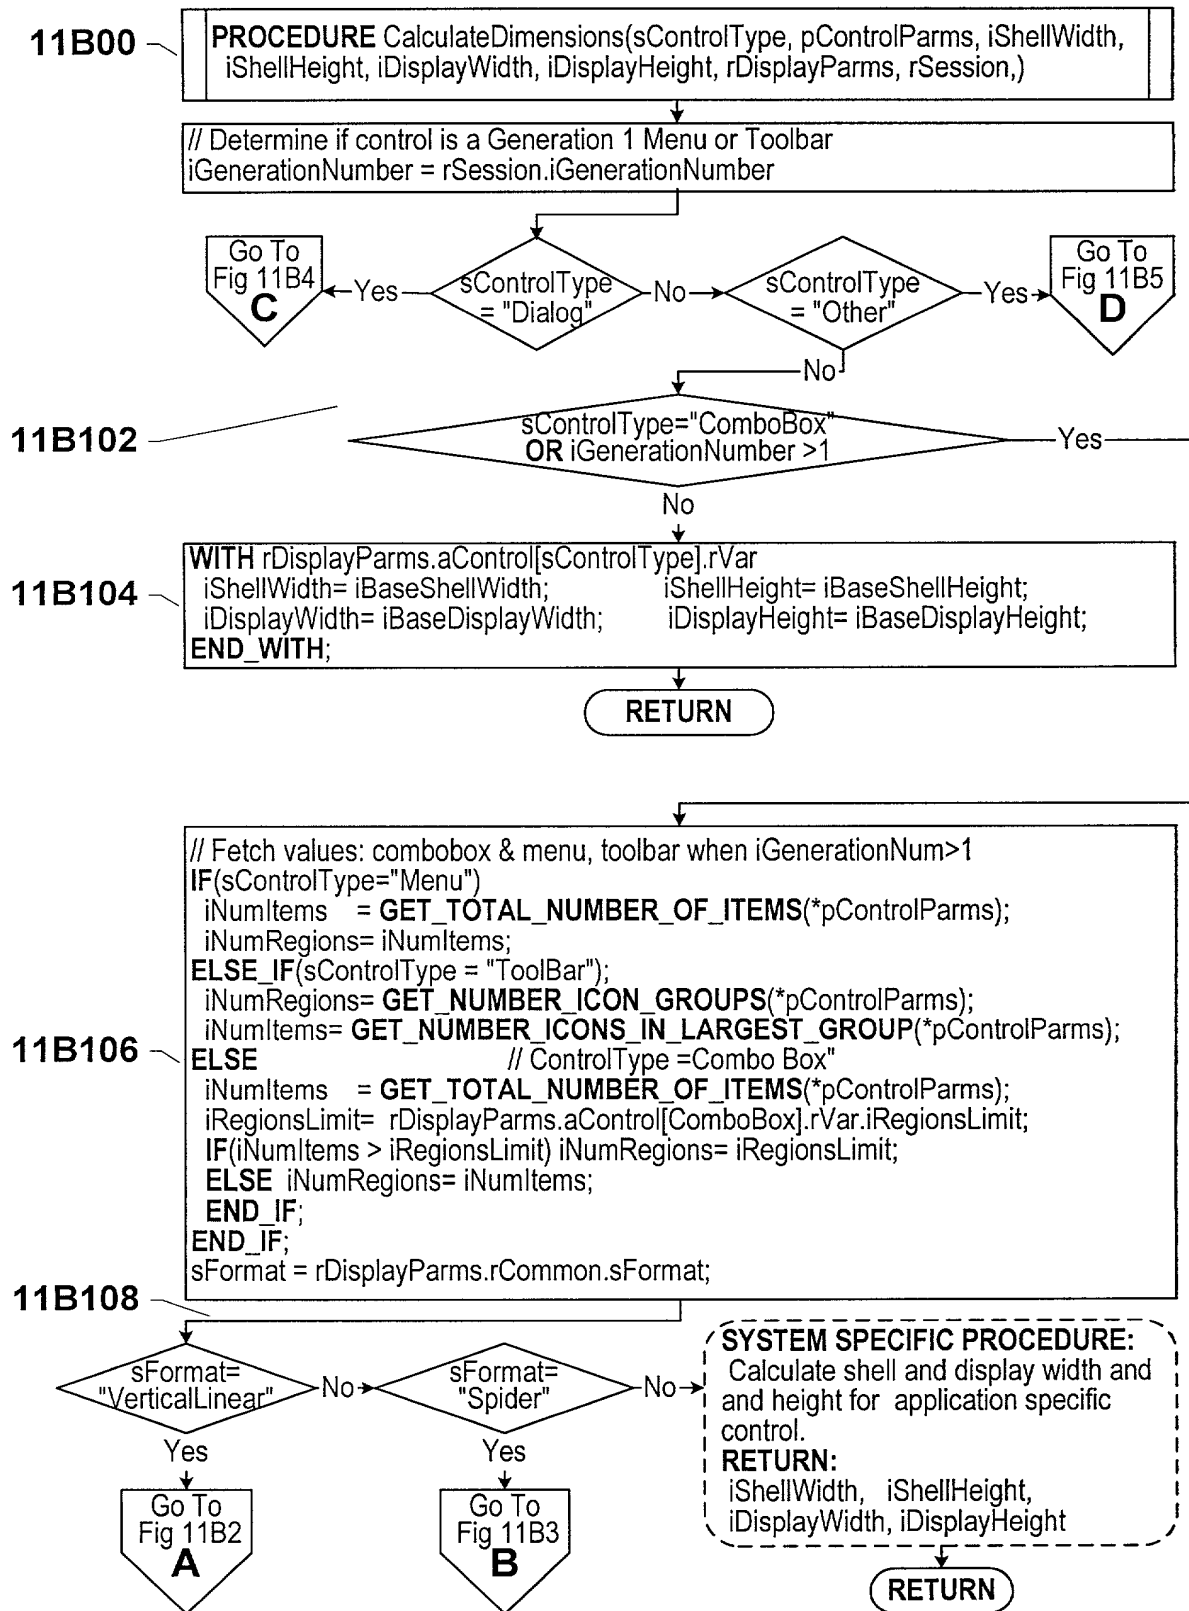 11B00
PROCEDURE CalculateDimensions(sControlType, pControlParms, iShellWidth,
iShellHeight, iDisplayWidth, iDisplayHeight, rDisplayParms, rSession,)
// Determine if control is a Generation 1 Menu or Toolbar
iGenerationNumber = rSession.iGenerationNumber
Go To
Fig 11B4
C
Yes
sControlType
= "Dialog"
No
sControlType
= "Other"
Yes
Go To
Fig 11B5
D
No
11B102
sControlType="ComboBox"
OR iGenerationNumber >1
Yes
No
11B104
WITH rDisplayParms.aControl[sControlType].rVar
iShellWidth= iBaseShellWidth; iShellHeight= iBaseShellHeight;
iDisplayWidth= iBaseDisplayWidth; iDisplayHeight= iBaseDisplayHeight;
END_WITH;
RETURN
11B106
// Fetch values: combobox & menu, toolbar when iGenerationNum>1
IF(sControlType="Menu")
iNumItems = GET_TOTAL_NUMBER_OF_ITEMS(*pControlParms);
iNumRegions= iNumItems;
ELSE_IF(sControlType = "ToolBar");
iNumRegions= GET_NUMBER_ICON_GROUPS(*pControlParms);
iNumItems= GET_NUMBER_ICONS_IN_LARGEST_GROUP(*pControlParms);
ELSE // ControlType =Combo Box"
iNumItems = GET_TOTAL_NUMBER_OF_ITEMS(*pControlParms);
iRegionsLimit= rDisplayParms.aControl[ComboBox].rVar.iRegionsLimit;
IF(iNumItems > iRegionsLimit) iNumRegions= iRegionsLimit;
ELSE iNumRegions= iNumItems;
END_IF;
END_IF;
sFormat = rDisplayParms.rCommon.sFormat;
11B108
sFormat=
"VerticalLinear"
No
sFormat=
"Spider"
No
SYSTEM SPECIFIC PROCEDURE:
Calculate shell and display width and
and height for application specific
control.
RETURN:
iShellWidth, iShellHeight,
iDisplayWidth, iDisplayHeight
Yes
Go To
Fig 11B2
A
Yes
Go To
Fig 11B3
B
RETURN